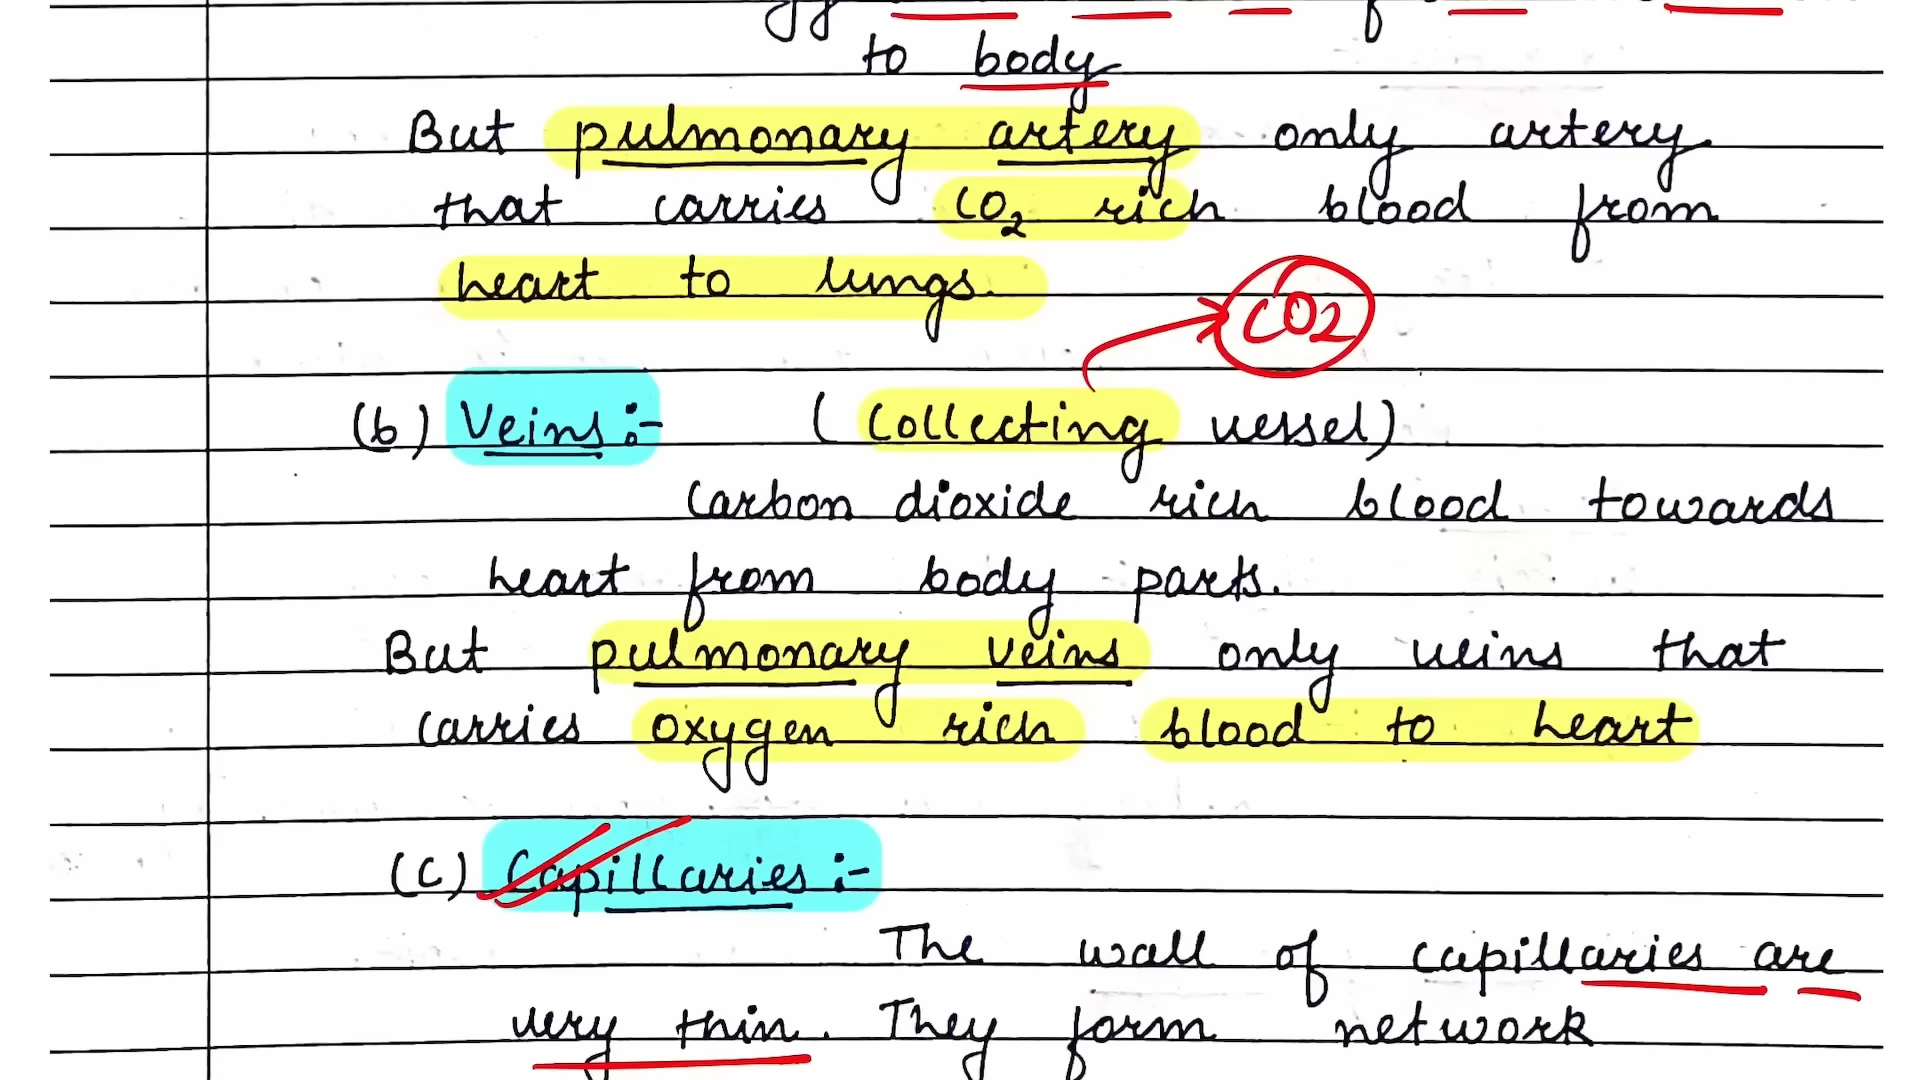 to body
But pulmonary artery only artery
that carries CO2 rich blood from
heart to lungs.
CO2
(b) Veins :- (Collecting vessel)
Carbon dioxide rich blood towards
heart from body parts.
But pulmonary veins only veins that
carries oxygen rich blood to heart
(C) Capillaries :-
The wall of capillaries are
very thin. They form network